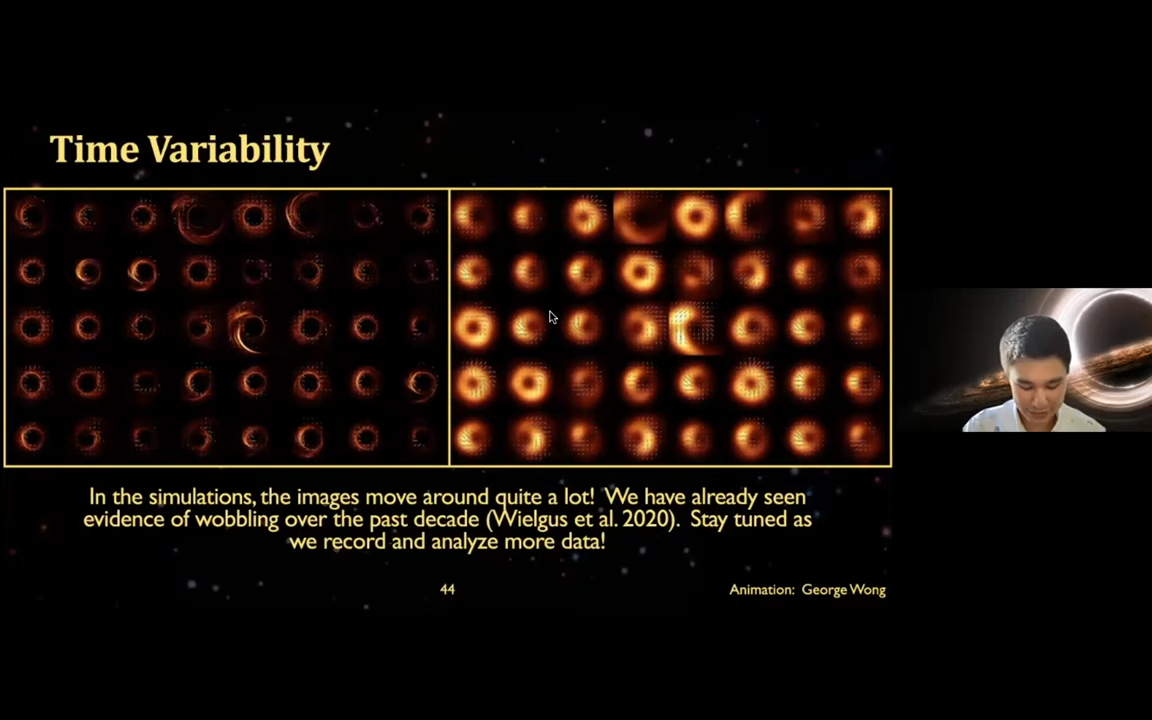 Time Variability
In the simulations, the images move around quite a lot! We have already seen
evidence of wobbling over the past decade (Wielgus et al. 2020). Stay tuned as
we record and analyze more data!
44
Animation: George Wong